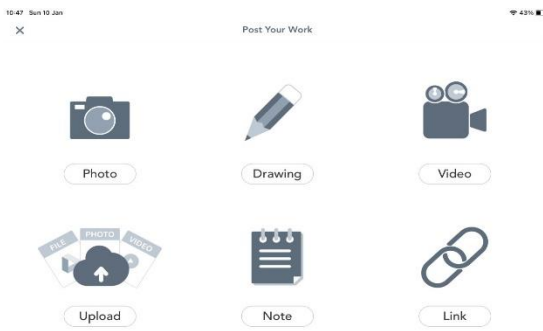 10:47 Sun 10 Jan 43%
Post Your Work
Photo Drawing Video
FILE PHOTO VIDEO
Upload Note Link